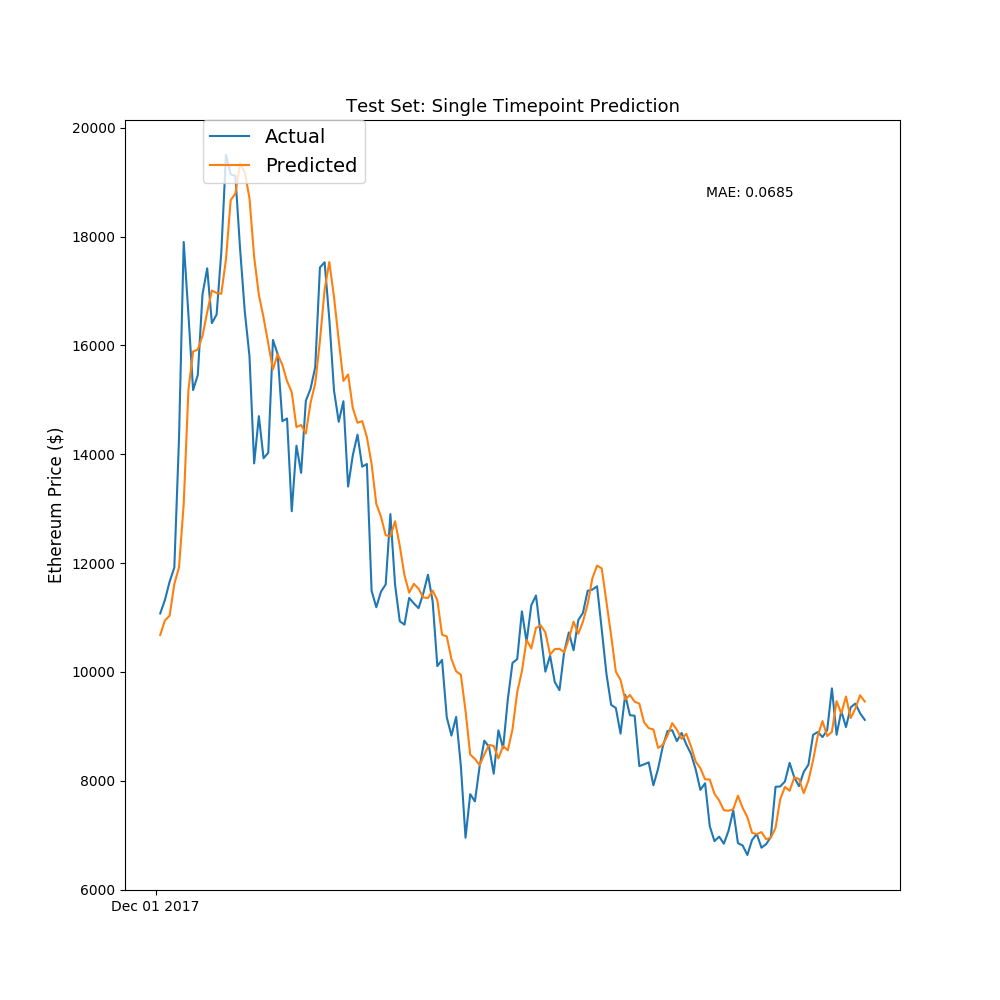 Test Set: Single Timepoint Prediction
20000
18000
16000
14000
12000
10000
8000
6000
Ethereum Price ($)
Actual
Predicted
MAE: 0.0685
Dec 01 2017